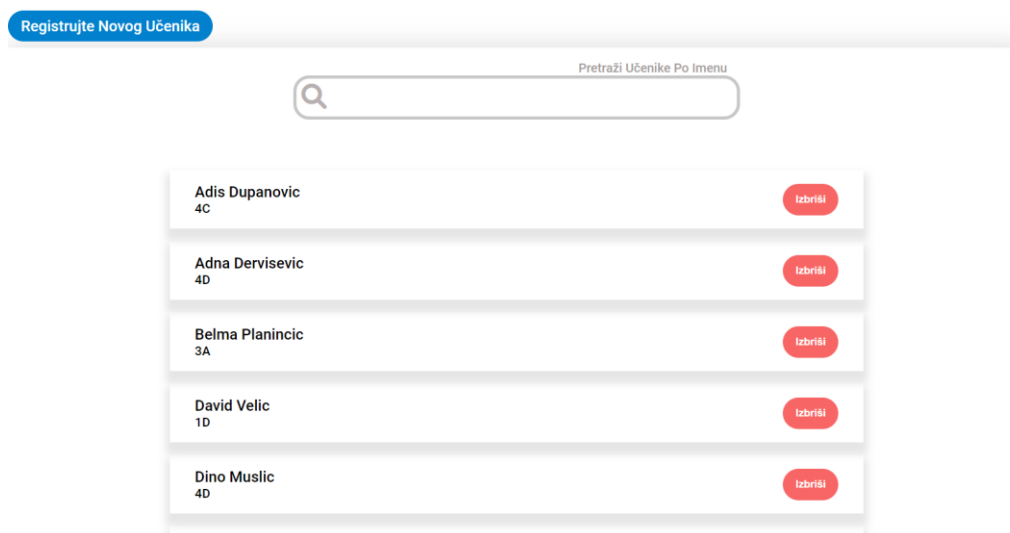 Registrujte Novog Učenika
Pretraži Učenike Po Imenu
Adis Dupanovic
4C
Izbriši
Adna Dervisevic
4D
Izbriši
Belma Planincic
3A
Izbriši
David Velic
1D
Izbriši
Dino Muslic
4D
Izbriši